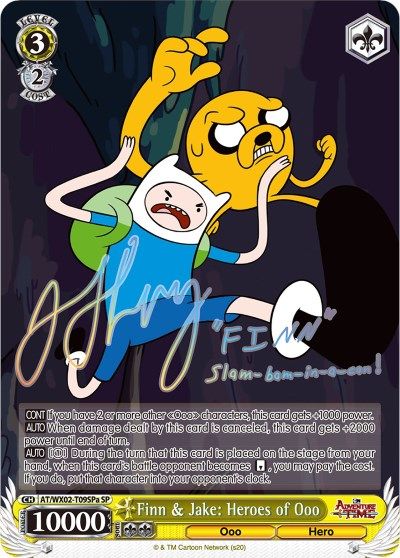 LEVEL
3
2
COST
"FINN"
Slam-bam-in-a-can!
CONT If you have 2 or more other <Ooo> characters, this card gets +1000 power.
AUTO When damage dealt by this card is canceled, this card gets +2000
power until end of turn.
AUTO [②] During the turn that this card is placed on the stage from your
hand, when this card's battle opponent becomes , you may pay the cost.
If you do, put that character into your opponent's clock.
CH AT/WX02-T09SPa SP
Finn & Jake: Heroes of Ooo
10000
Ooo
Hero
ADVENTURE TIME
© & TM Cartoon Network (s20)